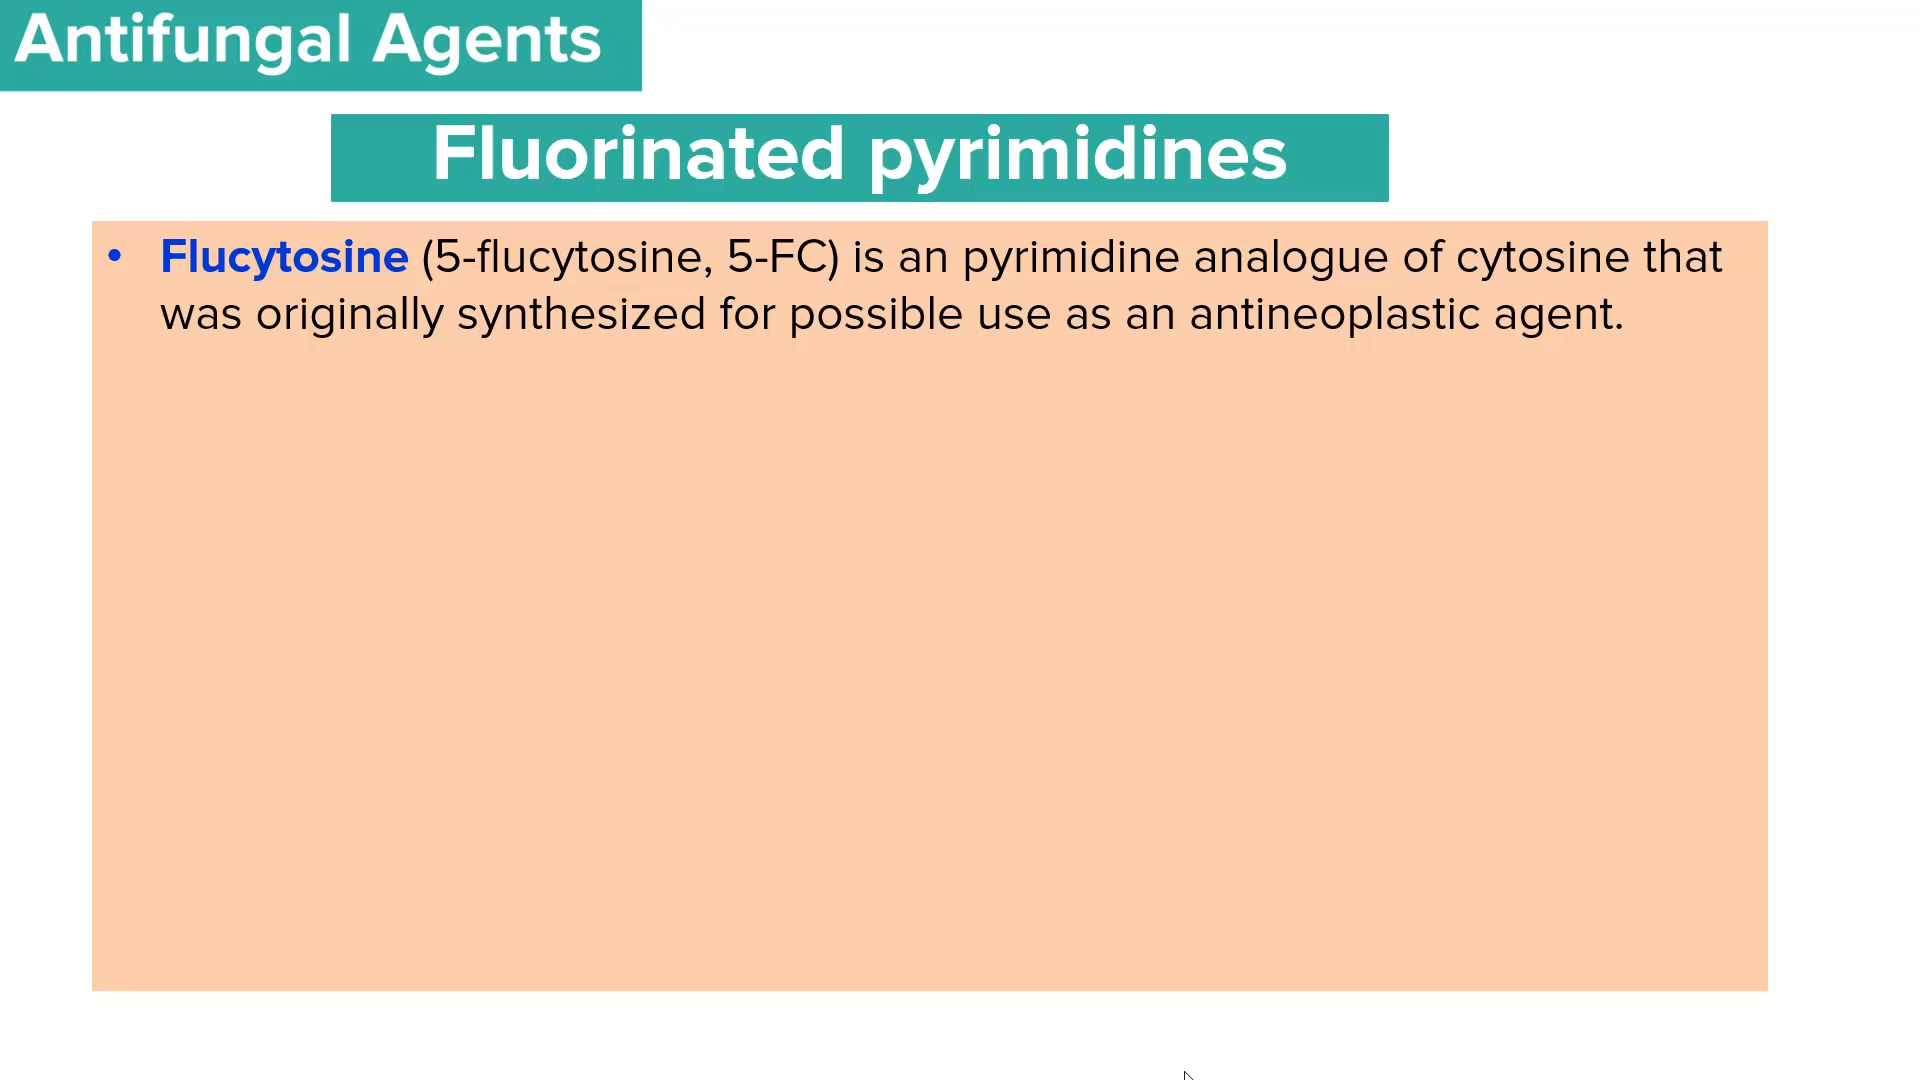 Antifungal Agents
Fluorinated pyrimidines
• Flucytosine (5-flucytosine, 5-FC) is an pyrimidine analogue of cytosine that
was originally synthesized for possible use as an antineoplastic agent.